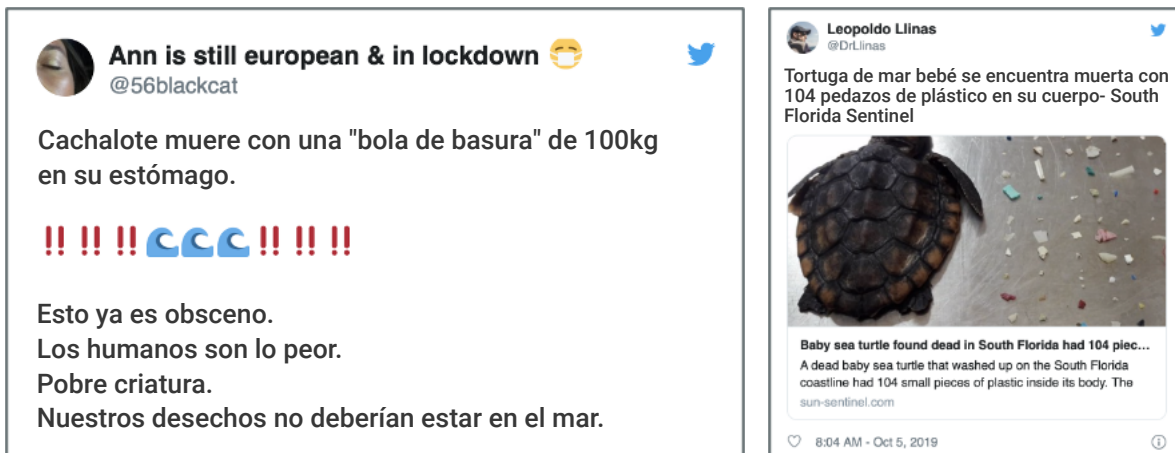 Ann is still european & in lockdown 😷
@56blackcat
Cachalote muere con una "bola de basura" de 100kg
en su estómago.
‼️ ‼️ ‼️ 🌊🌊🌊 ‼️ ‼️ ‼️
Esto ya es obsceno.
Los humanos son lo peor.
Pobre criatura.
Nuestros desechos no deberían estar en el mar.
Leopoldo Llinas
@DrLlinas
Tortuga de mar bebé se encuentra muerta con
104 pedazos de plástico en su cuerpo- South
Florida Sentinel
Baby sea turtle found dead in South Florida had 104 piec...
A dead baby sea turtle that washed up on the South Florida
coastline had 104 small pieces of plastic inside its body. The
sun-sentinel.com
8:04 AM - Oct 5, 2019